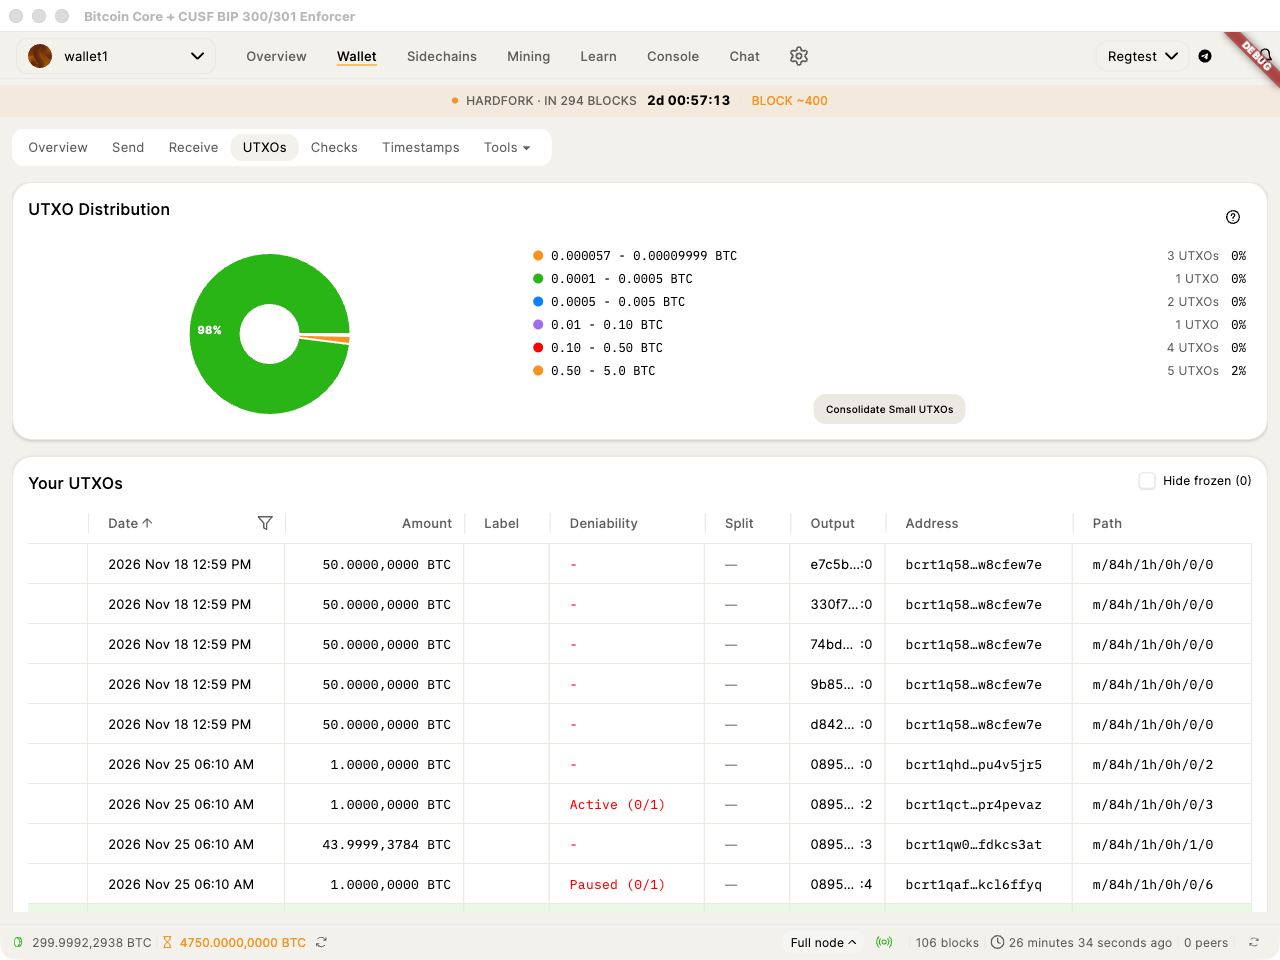 Bitcoin Core + CUSF BIP 300/301 Enforcer
wallet1
Overview
Wallet
Sidechains
Mining
Learn
Console
Chat
Regtest
DEBUG
HARDFORK · IN 294 BLOCKS 2d 00:57:13 BLOCK ~400
Overview
Send
Receive
UTXOs
Checks
Timestamps
Tools
UTXO Distribution
98%
0.000057 - 0.00009999 BTC 3 UTXOs 0%
0.0001 - 0.0005 BTC 1 UTXO 0%
0.0005 - 0.005 BTC 2 UTXOs 0%
0.01 - 0.10 BTC 1 UTXO 0%
0.10 - 0.50 BTC 4 UTXOs 0%
0.50 - 5.0 BTC 5 UTXOs 2%
Consolidate Small UTXOs
Your UTXOs
Hide frozen (0)
Date Amount Label Deniability Split Output Address Path
2026 Nov 18 12:59 PM 50.0000,0000 BTC - — e7c5b…:0 bcrt1q58…w8cfew7e m/84h/1h/0h/0/0
2026 Nov 18 12:59 PM 50.0000,0000 BTC - — 330f7…:0 bcrt1q58…w8cfew7e m/84h/1h/0h/0/0
2026 Nov 18 12:59 PM 50.0000,0000 BTC - — 74bd… :0 bcrt1q58…w8cfew7e m/84h/1h/0h/0/0
2026 Nov 18 12:59 PM 50.0000,0000 BTC - — 9b85… :0 bcrt1q58…w8cfew7e m/84h/1h/0h/0/0
2026 Nov 18 12:59 PM 50.0000,0000 BTC - — d842… :0 bcrt1q58…w8cfew7e m/84h/1h/0h/0/0
2026 Nov 25 06:10 AM 1.0000,0000 BTC - — 0895… :0 bcrt1qhd…pu4v5jr5 m/84h/1h/0h/0/2
2026 Nov 25 06:10 AM 1.0000,0000 BTC Active (0/1) — 0895… :2 bcrt1qct…pr4pevaz m/84h/1h/0h/0/3
2026 Nov 25 06:10 AM 43.9999,3784 BTC - — 0895… :3 bcrt1qw0…fdkcs3at m/84h/1h/0h/1/0
2026 Nov 25 06:10 AM 1.0000,0000 BTC Paused (0/1) — 0895… :4 bcrt1qaf…kcl6ffyq m/84h/1h/0h/0/6
299.9992,2938 BTC 4750.0000,0000 BTC Full node 106 blocks 26 minutes 34 seconds ago 0 peers